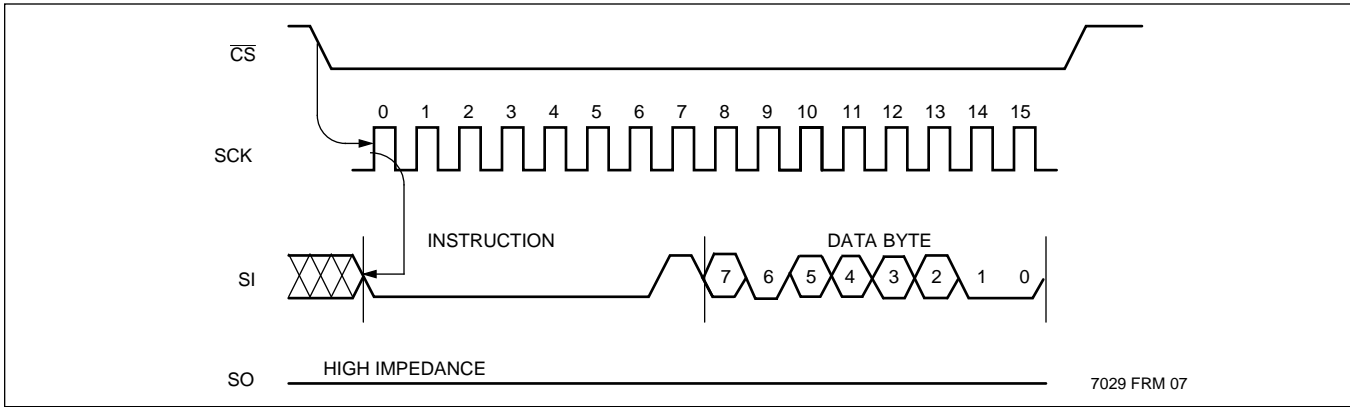 CS
0 1 2 3 4 5 6 7 8 9 10 11 12 13 14 15
SCK
INSTRUCTION DATA BYTE
SI 7 6 5 4 3 2 1 0
HIGH IMPEDANCE
SO
7029 FRM 07